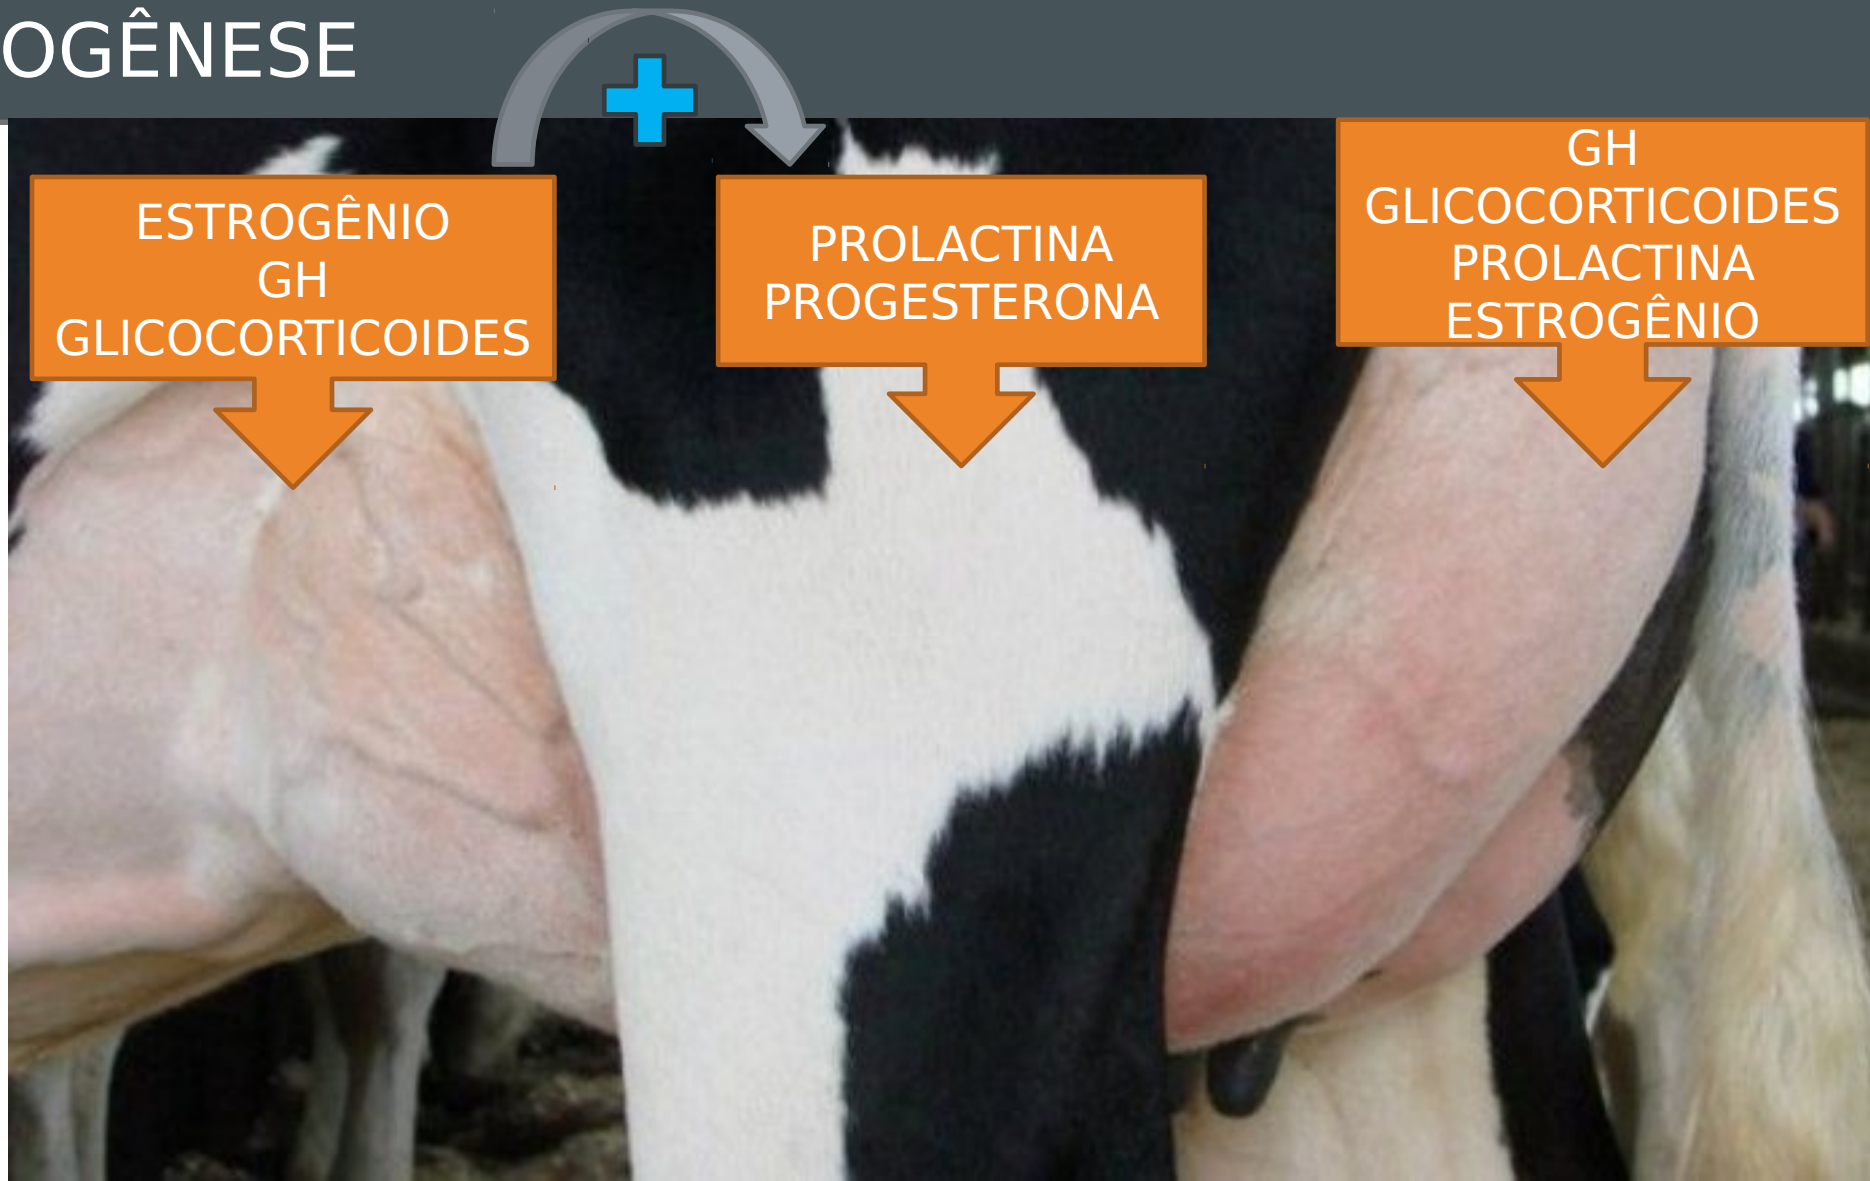 OGÊNESE
ESTROGÊNIO
GH
GLICOCORTICOIDES
PROLACTINA
PROGESTERONA
GH
GLICOCORTICOIDES
PROLACTINA
ESTROGÊNIO